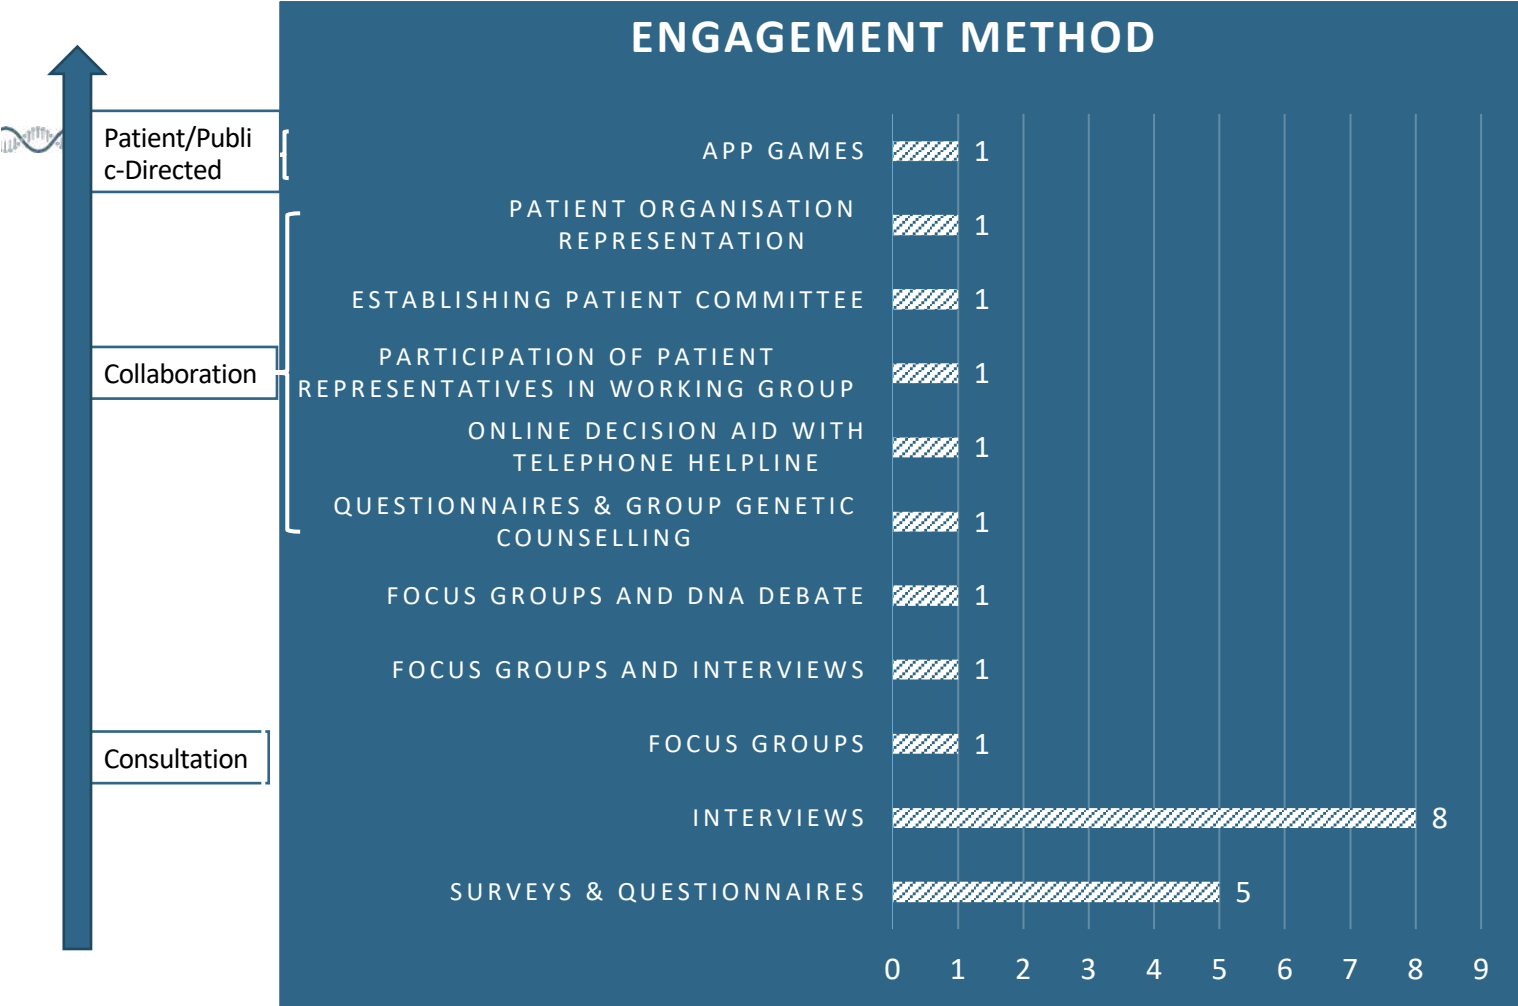 ENGAGEMENT METHOD
Patient/Publi
c-Directed
APP GAMES
1
PATIENT ORGANISATION
REPRESENTATION
1
ESTABLISHING PATIENT COMMITTEE
1
Collaboration
PARTICIPATION OF PATIENT
REPRESENTATIVES IN WORKING GROUP
1
ONLINE DECISION AID WITH
TELEPHONE HELPLINE
1
QUESTIONNAIRES & GROUP GENETIC
COUNSELLING
1
FOCUS GROUPS AND DNA DEBATE
1
FOCUS GROUPS AND INTERVIEWS
1
Consultation
FOCUS GROUPS
1
INTERVIEWS
8
SURVEYS & QUESTIONNAIRES
5
0 1 2 3 4 5 6 7 8 9